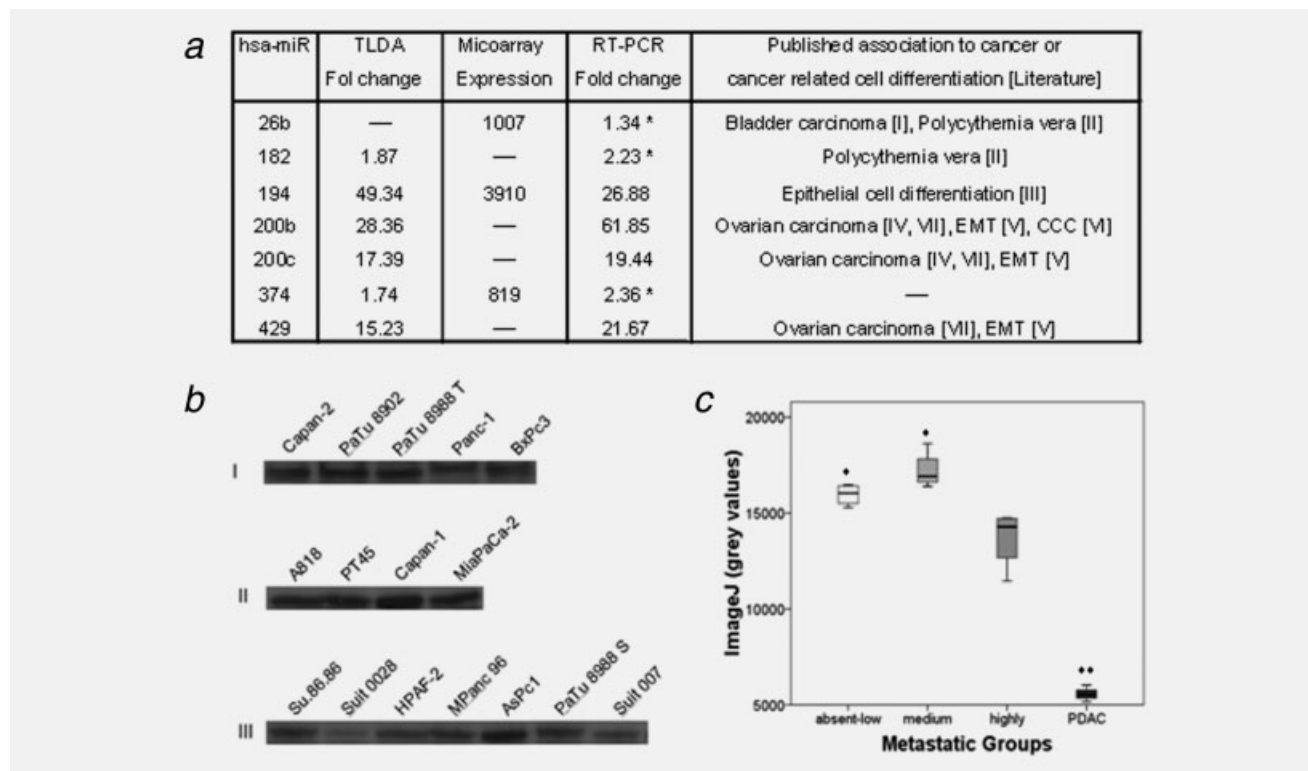 a
hsa-miR TLDA Micoarray RT-PCR Published association to cancer or
Fol change Expression Fold change cancer related cell differentiation [Literature]
26b — 1007 1.34 * Bladder carcinoma [I], Polycythemia vera [II]
182 1.87 — 2.23 * Polycythemia vera [II]
194 49.34 3910 26.88 Epithelial cell differentiation [III]
200b 28.36 — 61.85 Ovarian carcinoma [IV, VII], EMT [V], CCC [VI]
200c 17.39 — 19.44 Ovarian carcinoma [IV, VII], EMT [V]
374 1.74 819 2.36 * —
429 15.23 — 21.67 Ovarian carcinoma [VII], EMT [V]
b
Capan-2 PaTu 8902 PaTu 8988 T Panc-1 BxPc3
I
A818 PT45 Capan-1 MiaPaCa-2
II
Su.86.86 Suit 0028 HPAF-2 MPanc 96 AsPc1 PaTu 8988 S Suit 007
III
c
ImageJ (grey values)
20000
15000
10000
5000
absent-low medium highly PDAC
Metastatic Groups